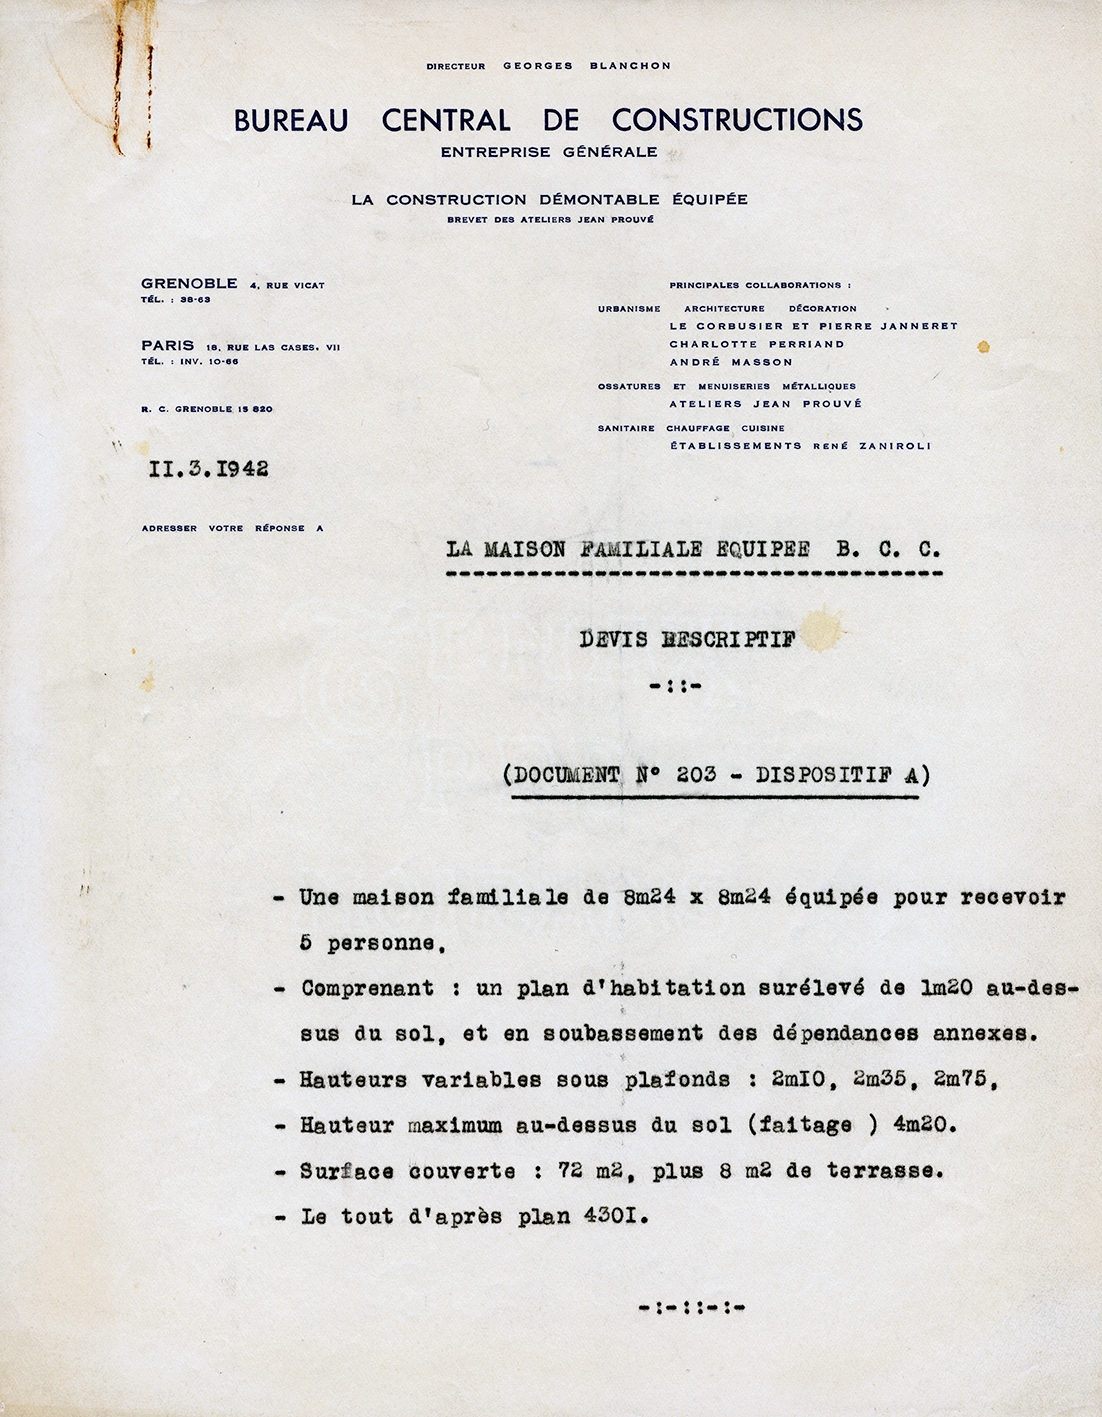 DIRECTEUR GEORGES BLANCHON
BUREAU CENTRAL DE CONSTRUCTIONS
ENTREPRISE GÉNÉRALE
LA CONSTRUCTION DÉMONTABLE ÉQUIPÉE
BREVET DES ATELIERS JEAN PROUVÉ
GRENOBLE 4, RUE VICAT
TÉL. : 38-63
PARIS 18, RUE LAS CASES. VII
TÉL. : INV. 10-66
R. C. GRENOBLE 15 820
PRINCIPALES COLLABORATIONS :
URBANISME ARCHITECTURE DÉCORATION
LE CORBUSIER ET PIERRE JANNERET
CHARLOTTE PERRIAND
ANDRÉ MASSON
OSSATURES ET MENUISERIES MÉTALLIQUES
ATELIERS JEAN PROUVÉ
SANITAIRE CHAUFFAGE CUISINE
ÉTABLISSEMENTS RENÉ ZANIROLI
II.3.I942
ADRESSER VOTRE RÉPONSE A
LA MAISON FAMILIALE EQUIPEE B. C. C.
DEVIS DESCRIPTIF
-::-
(DOCUMENT N° 203 - DISPOSITIF A)
- Une maison familiale de 8m24 x 8m24 équipée pour recevoir
5 personne,
- Comprenant : un plan d'habitation surélevé de 1m20 au-des-
sus du sol, et en soubassement des dépendances annexes.
- Hauteurs variables sous plafonds : 2mIO, 2m35, 2m75,
- Hauteur maximum au-dessus du sol (faitage ) 4m20.
- Surface couverte : 72 m2, plus 8 m2 de terrasse.
- Le tout d'après plan 430I.
-:-::-:-